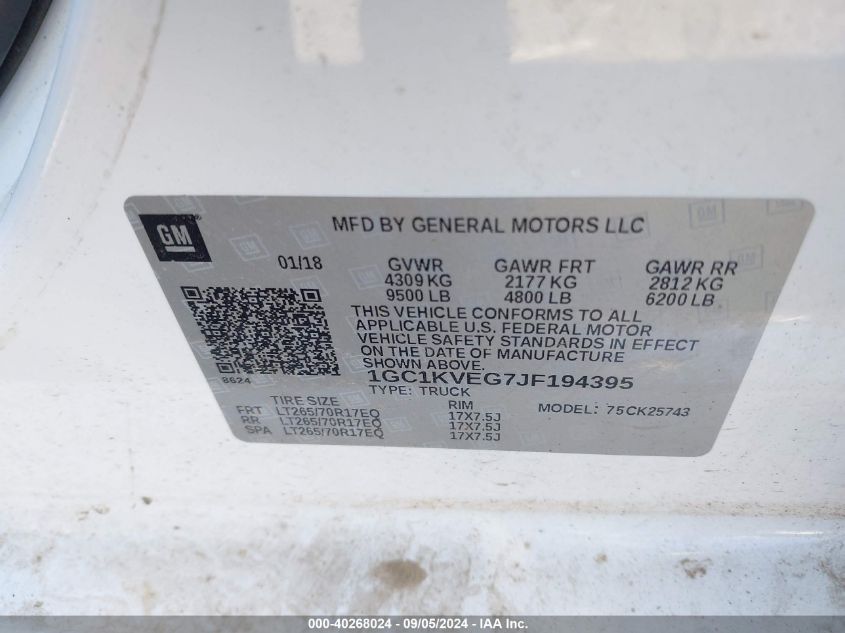 GM
MFD BY GENERAL MOTORS LLC
01/18 GVWR GAWR FRT GAWR RR
4309 KG 2177 KG 2812 KG
9500 LB 4800 LB 6200 LB
THIS VEHICLE CONFORMS TO ALL
APPLICABLE U.S. FEDERAL MOTOR
VEHICLE SAFETY STANDARDS IN EFFECT
ON THE DATE OF MANUFACTURE
SHOWN ABOVE.
8624
1GC1KVEG7JF194395
TYPE: TRUCK
TIRE SIZE RIM MODEL: 75CK25743
FRT LT265/70R17EQ 17X7.5J
RR LT265/70R17EQ 17X7.5J
SPA LT265/70R17EQ 17X7.5J
000-40268024 - 09/05/2024 - IAAI.COM